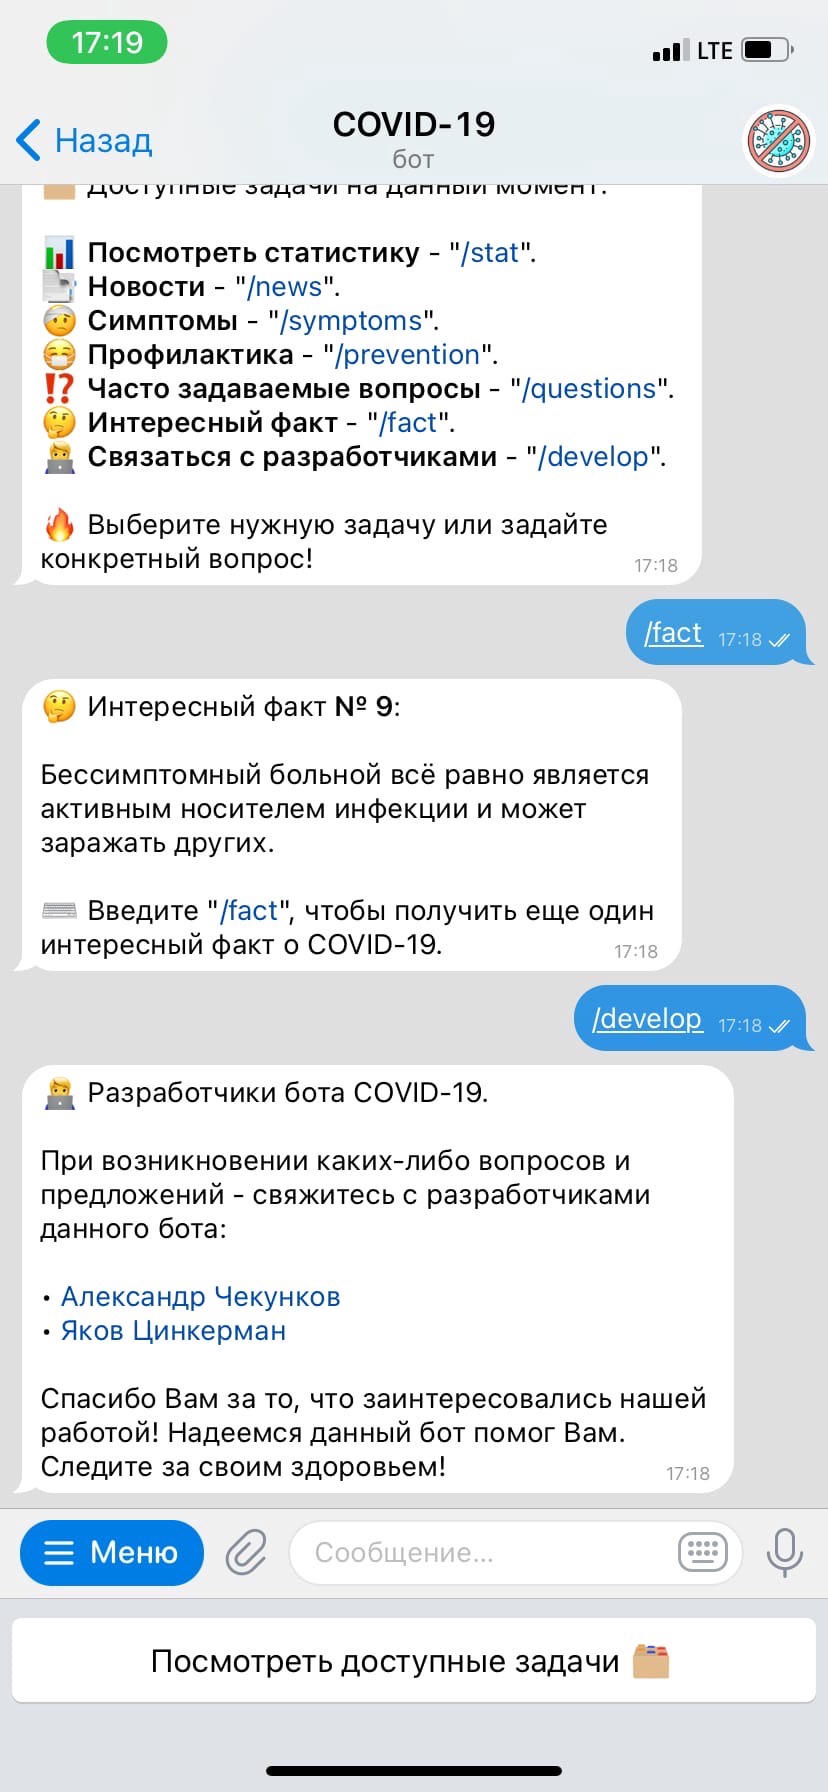 17:19
LTE
Назад
COVID-19
бот
Доступные задачи на данный момент:
Посмотреть статистику - "/stat".
Новости - "/news".
Симптомы - "/symptoms".
Профилактика - "/prevention".
Часто задаваемые вопросы - "/questions".
Интересный факт - "/fact".
Связаться с разработчиками - "/develop".
Выберите нужную задачу или задайте
конкретный вопрос!
17:18
/fact 17:18
Интересный факт № 9:
Бессимптомный больной всё равно является
активным носителем инфекции и может
заражать других.
Введите "/fact", чтобы получить еще один
интересный факт о COVID-19.
17:18
/develop 17:18
Разработчики бота COVID-19.
При возникновении каких-либо вопросов и
предложений - свяжитесь с разработчиками
данного бота:
• Александр Чекунков
• Яков Цинкерман
Спасибо Вам за то, что заинтересовались нашей
работой! Надеемся данный бот помог Вам.
Следите за своим здоровьем!
17:18
Меню
Сообщение...
Посмотреть доступные задачи